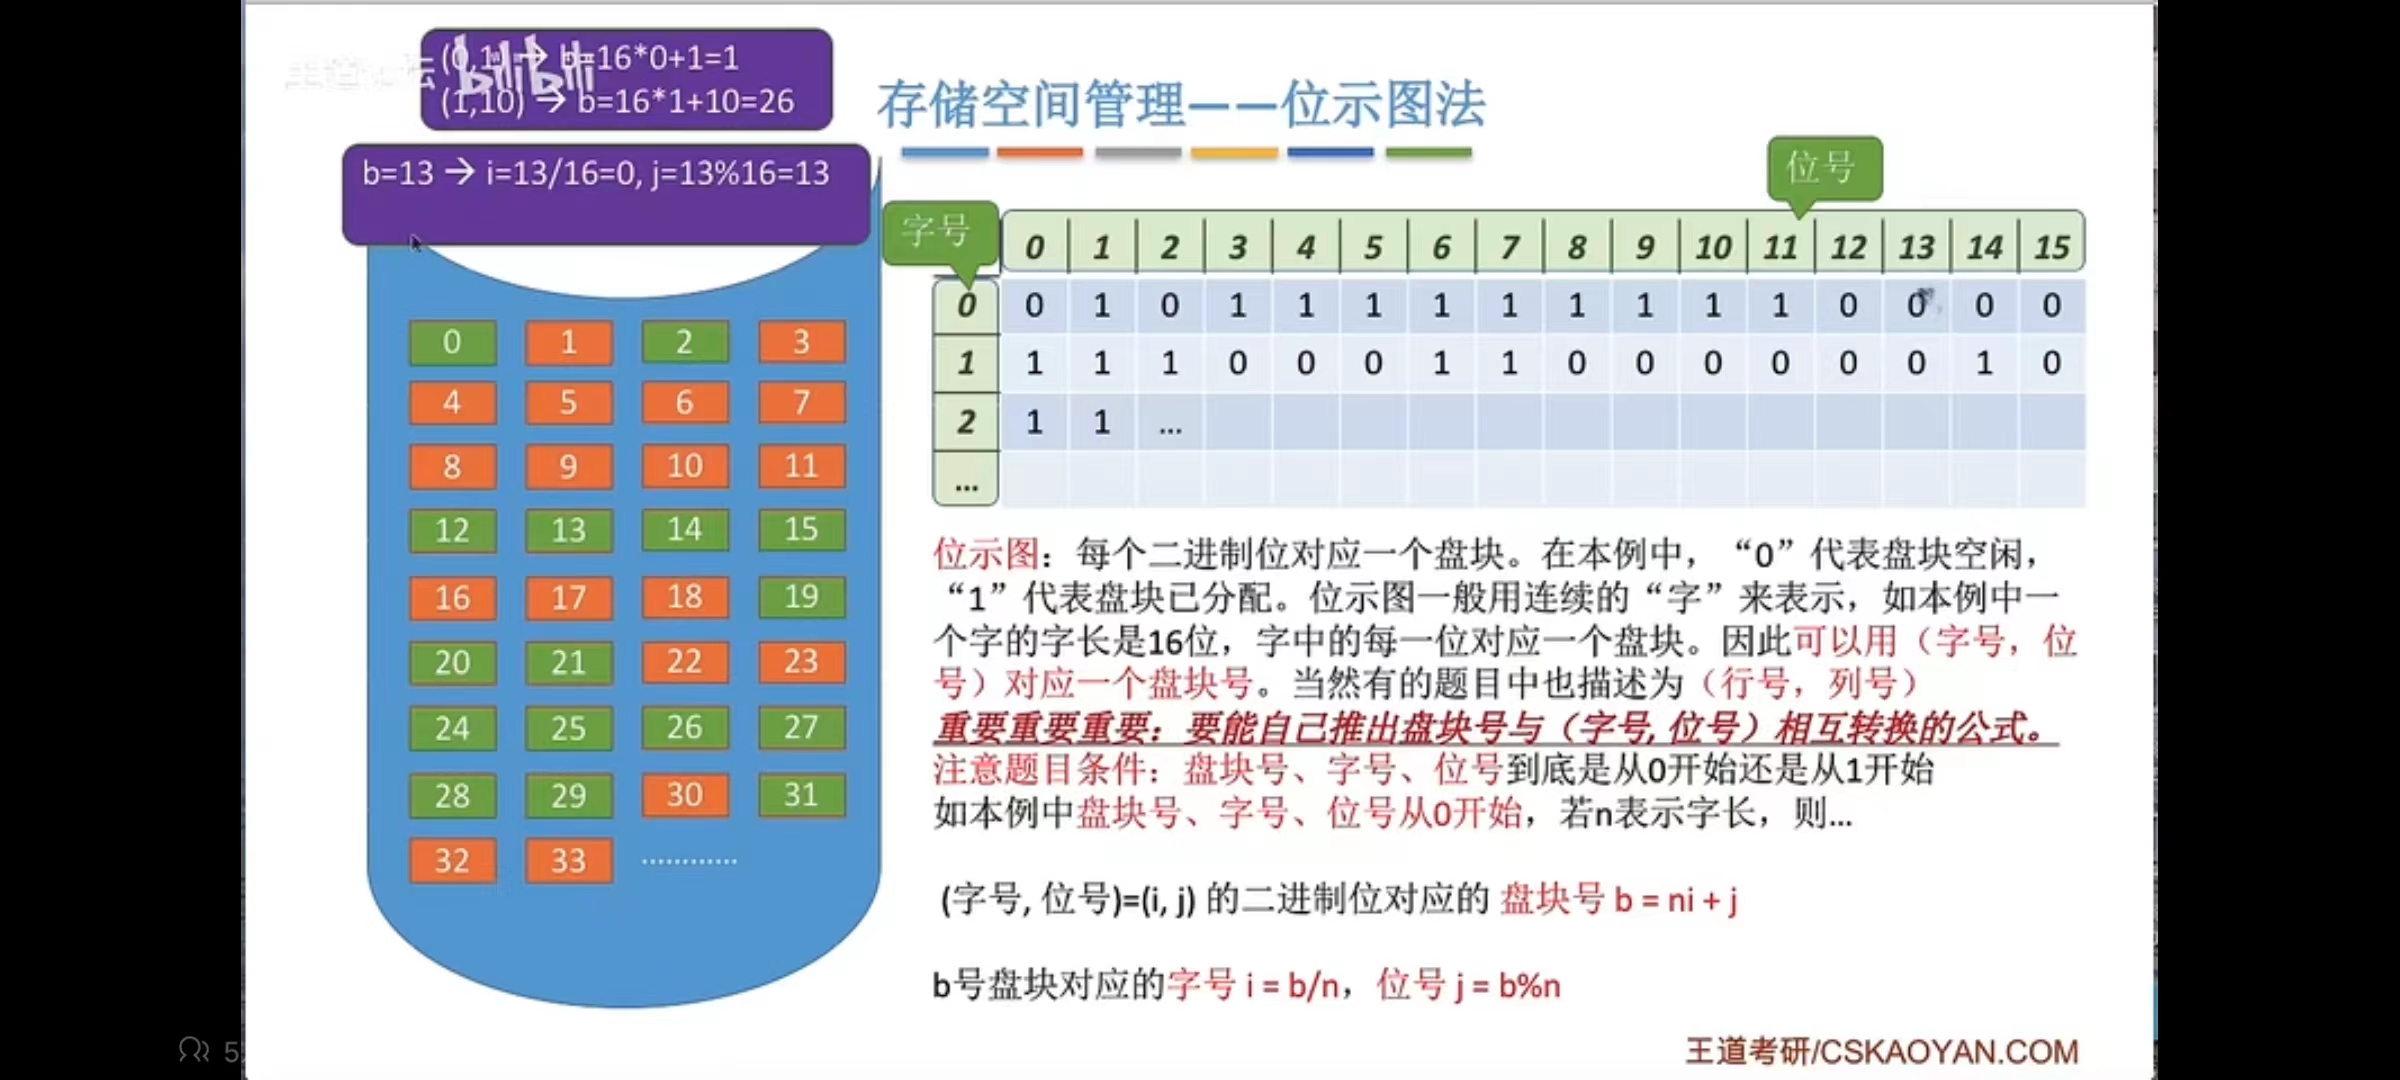 (0,1) → b=16*0+1=1
(1,10) → b=16*1+10=26
bilibili
存储空间管理——位示图法
b=13 → i=13/16=0, j=13%16=13
位号
字号
0 1 2 3 4 5 6 7 8 9 10 11 12 13 14 15
0 0 1 0 1 1 1 1 1 1 1 1 1 0 0 0 0
1 1 1 1 0 0 0 1 1 0 0 0 0 0 0 1 0
2 1 1 ...
...
0 1 2 3
4 5 6 7
8 9 10 11
12 13 14 15
16 17 18 19
20 21 22 23
24 25 26 27
28 29 30 31
32 33 …………
位示图：每个二进制位对应一个盘块。在本例中，“0”代表盘块空闲，
“1”代表盘块已分配。位示图一般用连续的“字”来表示，如本例中一
个字的字长是16位，字中的每一位对应一个盘块。因此可以用（字号，位
号）对应一个盘块号。当然有的题目中也描述为（行号，列号）
重要重要重要：要能自己推出盘块号与（字号, 位号）相互转换的公式。
注意题目条件：盘块号、字号、位号到底是从0开始还是从1开始
如本例中盘块号、字号、位号从0开始，若n表示字长，则...
(字号, 位号)=(i, j) 的二进制位对应的 盘块号 b = ni + j
b号盘块对应的字号 i = b/n，位号 j = b%n
王道考研/CSKAOYAN.COM